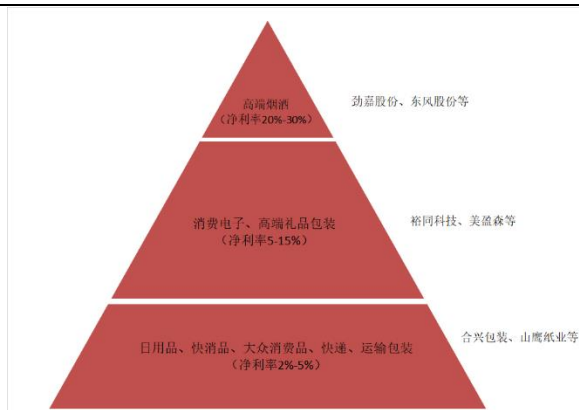 高端烟酒
（净利率20%-30%）
劲嘉股份、东风股份等
消费电子、高端礼品包装
（净利率5-15%）
裕同科技、美盈森等
日用品、快消品、大众消费品、快递、运输包装
（净利率2%-5%）
合兴包装、山鹰纸业等